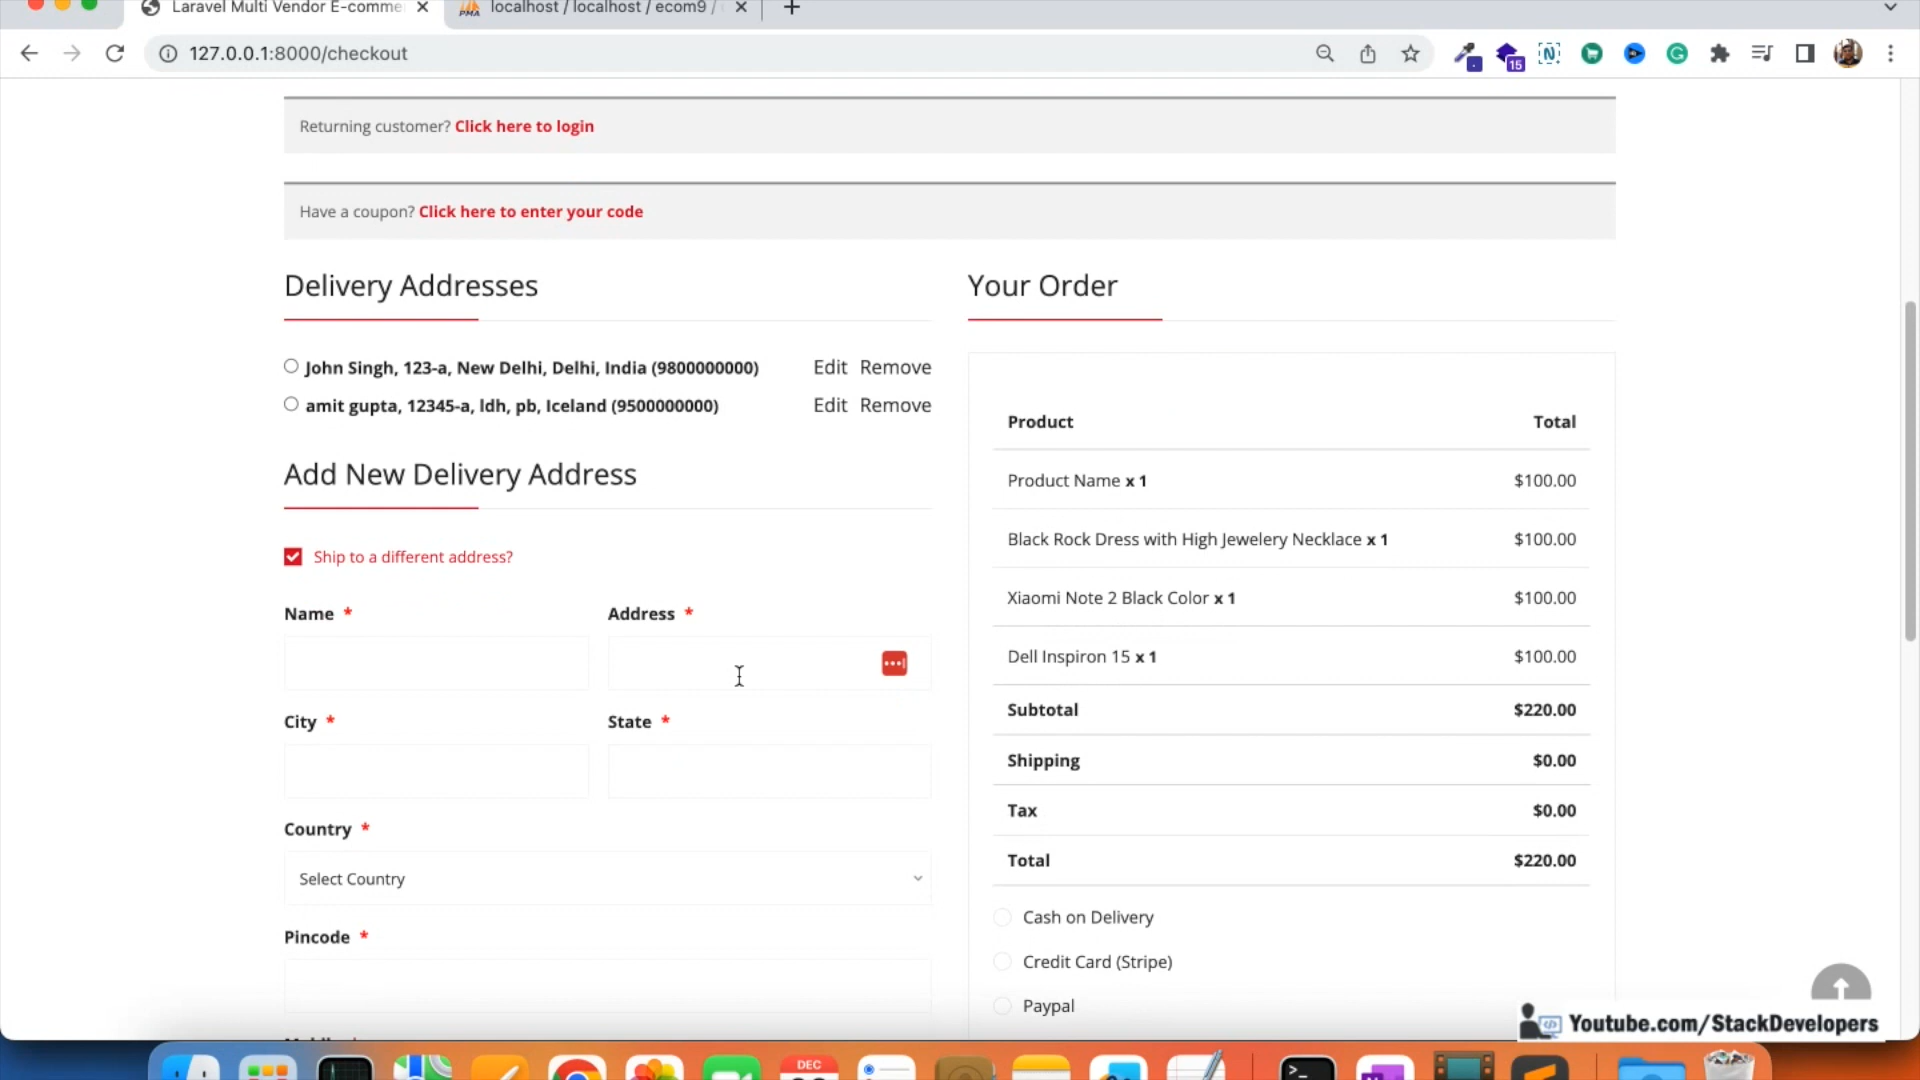 Laravel Multi Vendor E-comme
localhost / localhost / ecom9 /
127.0.0.1:8000/checkout
15
Returning customer? Click here to login
Have a coupon? Click here to enter your code
Delivery Addresses
John Singh, 123-a, New Delhi, Delhi, India (9800000000) Edit Remove
amit gupta, 12345-a, ldh, pb, Iceland (9500000000) Edit Remove
Add New Delivery Address
Ship to a different address?
Name * Address *
City * State *
Country *
Select Country
Pincode *
Your Order
Product Total
Product Name x 1 $100.00
Black Rock Dress with High Jewelery Necklace x 1 $100.00
Xiaomi Note 2 Black Color x 1 $100.00
Dell Inspiron 15 x 1 $100.00
Subtotal $220.00
Shipping $0.00
Tax $0.00
Total $220.00
Cash on Delivery
Credit Card (Stripe)
Paypal
Youtube.com/StackDevelopers
DEC